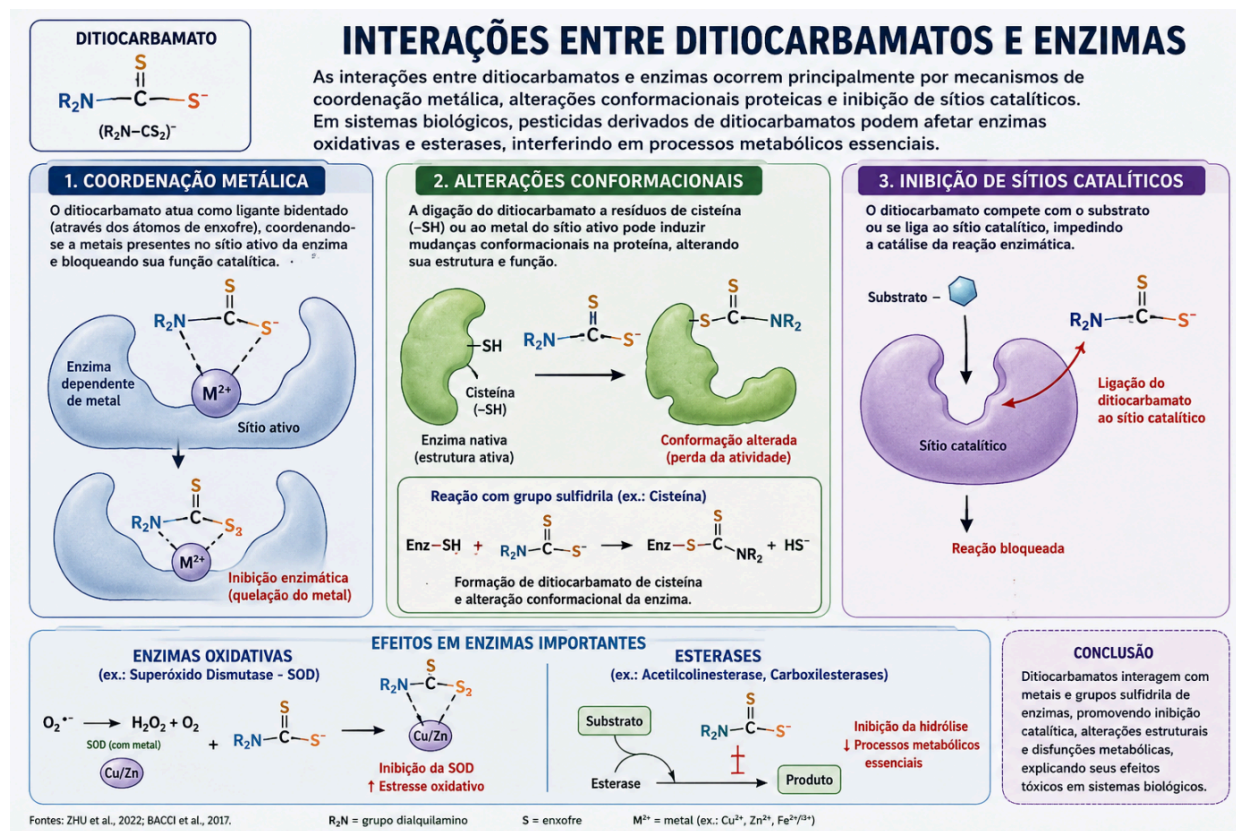 DITIOCARBAMATO
S
R₂N C S⁻
(R₂N–CS₂)⁻
INTERAÇÕES ENTRE DITIOCARBAMATOS E ENZIMAS
As interações entre ditiocarbamatos e enzimas ocorrem principalmente por mecanismos de
coordenação metálica, alterações conformacionais proteicas e inibição de sítios catalíticos.
Em sistemas biológicos, pesticidas derivados de ditiocarbamatos podem afetar enzimas
oxidativas e esterases, interferindo em processos metabólicos essenciais.
1. COORDENAÇÃO METÁLICA
O ditiocarbamato atua como ligante bidentado
(através dos átomos de enxofre), coordenando-
se a metais presentes no sítio ativo da enzima
e bloqueando sua função catalítica.
S
R₂N C S⁻
Enzima
dependente
de metal
M²⁺
Sítio ativo
S
R₂N C S₂
M²⁺
Inibição enzimática
(quelação do metal)
2. ALTERAÇÕES CONFORMACIONAIS
A digação do ditiocarbamato a resíduos de cisteína
(–SH) ou ao metal do sítio ativo pode induzir
mudanças conformacionais na proteína, alterando
sua estrutura e função.
–SH
Cisteína
(–SH)
Enzima nativa
(estrutura ativa)
S
R₂N C S⁻
S
S C NR₂
Conformação alterada
(perda da atividade)
Reação com grupo sulfidrila (ex.: Cisteína)
S S
Enz–SH + R₂N C S⁻ → Enz–S C NR₂ + HS⁻
Formação de ditiocarbamato de cisteína
e alteração conformacional da enzima.
3. INIBIÇÃO DE SÍTIOS CATALÍTICOS
O ditiocarbamato compete com o substrato
ou se liga ao sítio catalítico, impedindo
a catálise da reação enzimática.
Substrato –
S
R₂N C S⁻
Ligação do
ditiocarbamato
ao sítio catalítico
Sítio catalítico
Reação bloqueada
EFEITOS EM ENZIMAS IMPORTANTES
ENZIMAS OXIDATIVAS
(ex.: Superóxido Dismutase – SOD)
O₂•⁻ → H₂O₂ + O₂
SOD (com metal)
Cu/Zn
+
S
R₂N C S⁻
S
R₂N C S₂
Cu/Zn
Inibição da SOD
↑ Estresse oxidativo
ESTERASES
(ex.: Acetilcolinesterase, Carboxilesterases)
Substrato
Esterase
S
R₂N C S⁻
Produto
Inibição da hidrólise
↓ Processos metabólicos
essenciais
CONCLUSÃO
Ditiocarbamatos interagem com
metais e grupos sulfidrila de
enzimas, promovendo inibição
catalítica, alterações estruturais
e disfunções metabólicas,
explicando seus efeitos
tóxicos em sistemas biológicos.
Fontes: ZHU et al., 2022; BACCI et al., 2017.
R₂N = grupo dialquilamino
S = enxofre
M²⁺ = metal (ex.: Cu²⁺, Zn²⁺, Fe²⁺/³⁺)